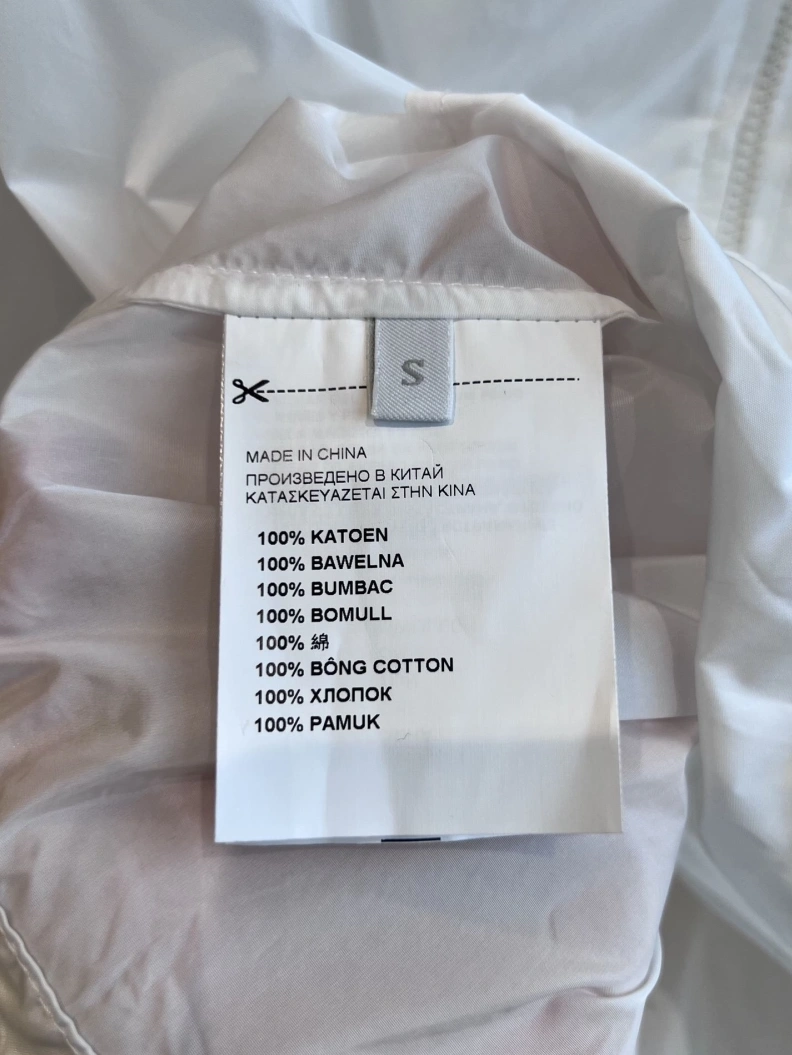 S
MADE IN CHINA
ПРОИЗВЕДЕНО В КИТАЙ
ΚΑΤΑΣΚΕΥΑΖΕΤΑΙ ΣΤΗΝ ΚΙΝΑ
100% KATOEN
100% BAWELNA
100% BUMBAC
100% BOMULL
100% 綿
100% BÔNG COTTON
100% ХЛОПОК
100% PAMUK